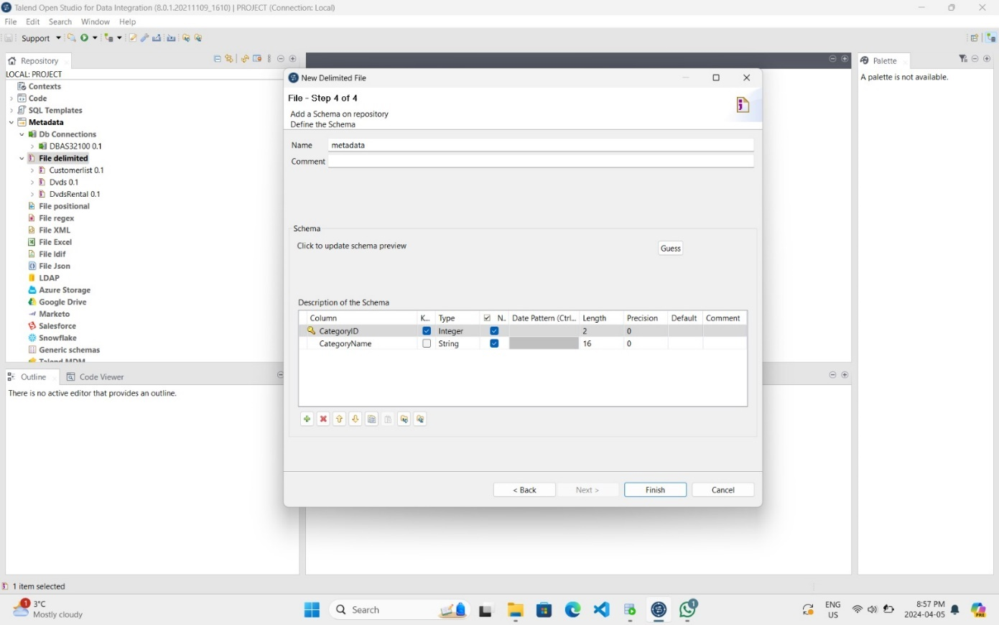 Talend Open Studio for Data Integration (8.0.1.20211109_1610) | PROJECT (Connection: Local)
File Edit Search Window Help
Support
Repository
LOCAL: PROJECT
Contexts
Code
SQL Templates
Metadata
Db Connections
DBAS32100 0.1
File delimited
Customerlist 0.1
Dvds 0.1
DvdsRental 0.1
File positional
File regex
File XML
File Excel
File ldif
File Json
LDAP
Azure Storage
Google Drive
Marketo
Salesforce
Snowflake
Generic schemas
Talend MDM
Outline
Code Viewer
There is no active editor that provides an outline.
New Delimited File
File - Step 4 of 4
Add a Schema on repository
Define the Schema
Name metadata
Comment
Schema
Click to update schema preview
Guess
Description of the Schema
Column K... Type N.. Date Pattern (Ctrl... Length Precision Default Comment
CategoryID Integer 2 0
CategoryName String 16 0
< Back Next > Finish Cancel
Palette
A palette is not available.
1 item selected
1
3°C
Mostly cloudy
Search
1
ENG
US
8:57 PM
2024-04-05
PRE